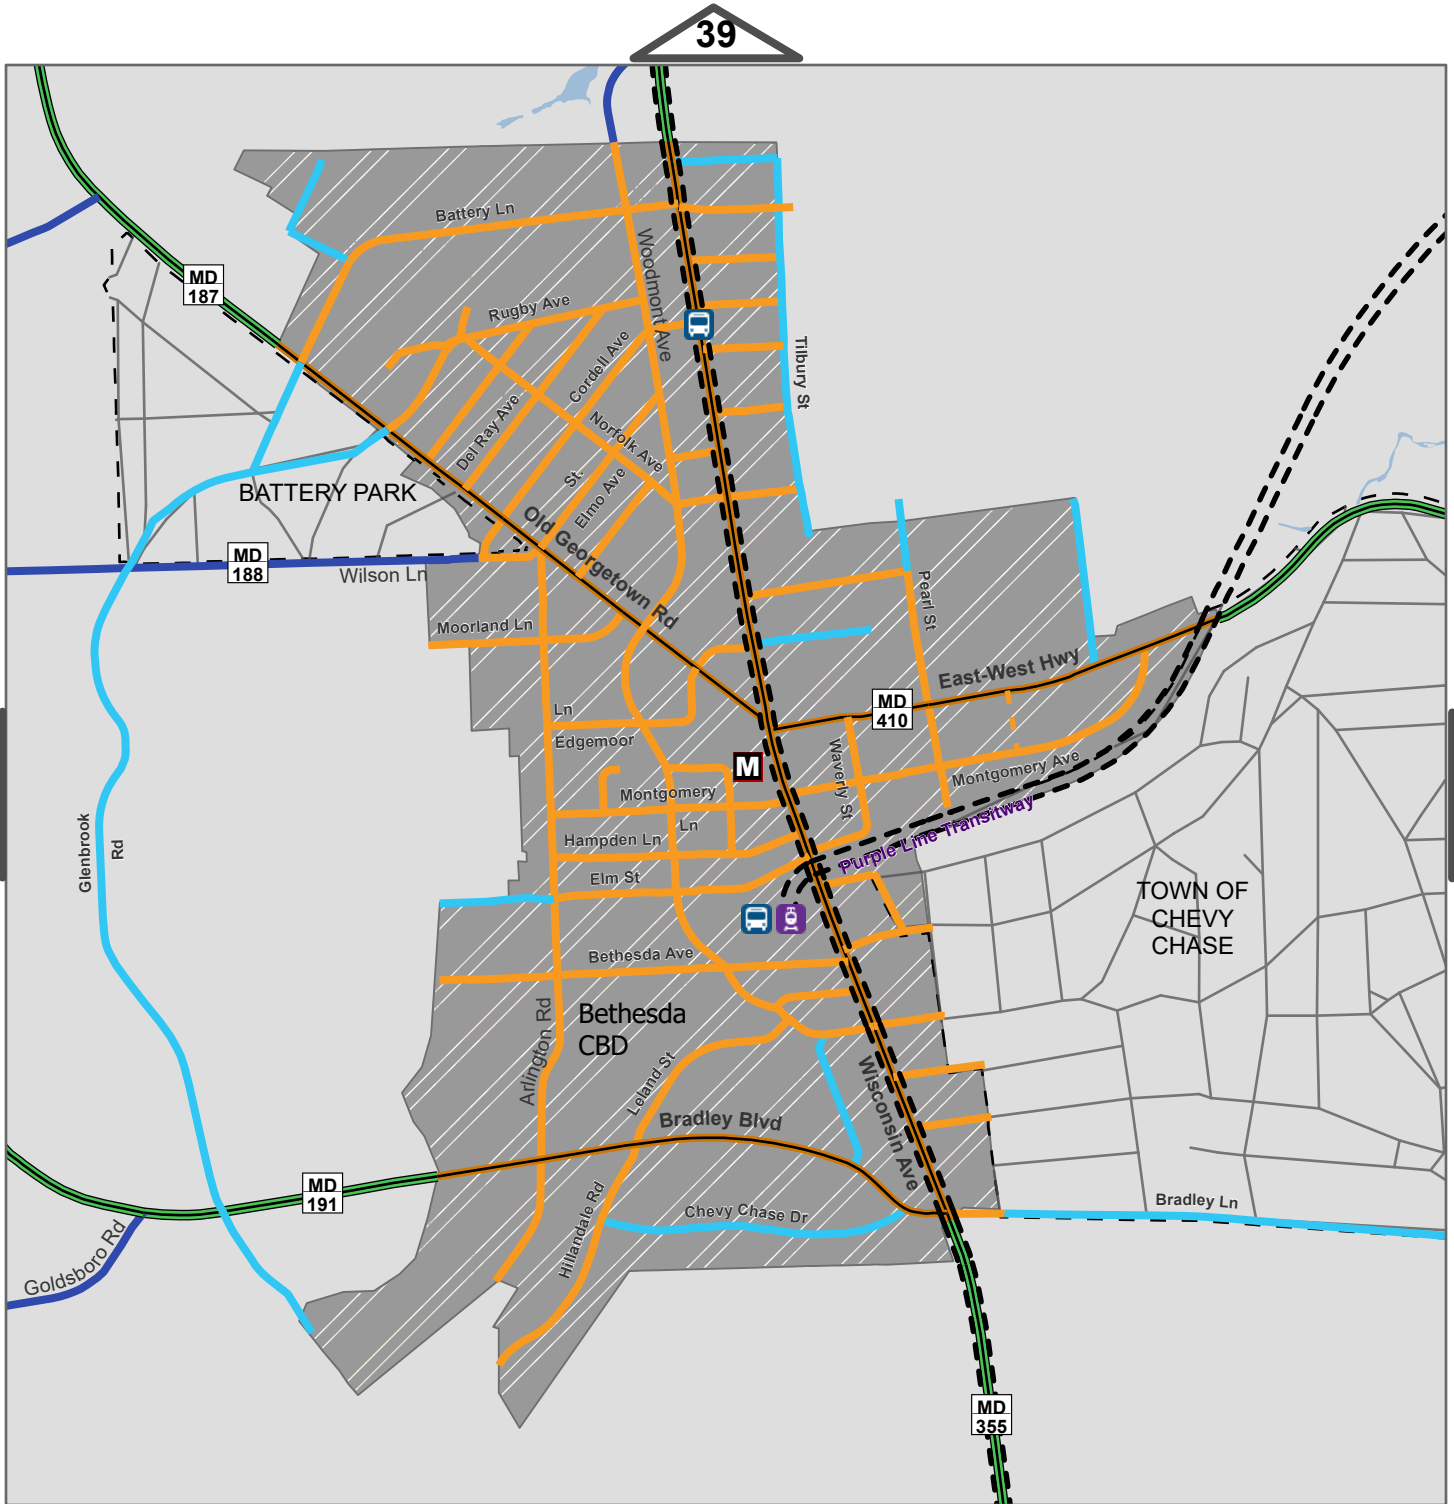 39
Battery Ln
Woodmont Ave
MD
187
Rugby Ave
Cordell Ave
Tilbury St
Del Ray Ave
Norfolk Ave
St.
Elmo Ave
BATTERY PARK
Old Georgetown Rd
MD
188
Wilson Ln
Pearl St
Moorland Ln
East-West Hwy
Ln
Edgemoor
MD
410
M
Waverly St
Montgomery Ave
Montgomery
Ln
Purple Line Transitway
Hampden Ln
Glenbrook
Rd
Elm St
TOWN OF
CHEVY
CHASE
Bethesda Ave
Bethesda
CBD
Arlington Rd
Leland St
Wisconsin Ave
Bradley Blvd
MD
191
Hillandale Rd
Chevy Chase Dr
Bradley Ln
Goldsboro Rd
MD
355